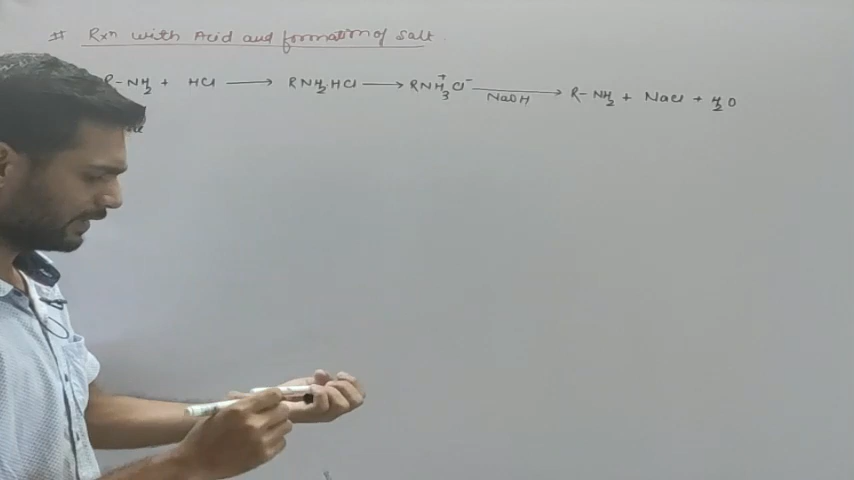 # Rxn with Acid and formation of salt.
R-NH2 + HCl → RNH2HCl → RNH3+ Cl- NaOH → R-NH2 + NaCl + H2O